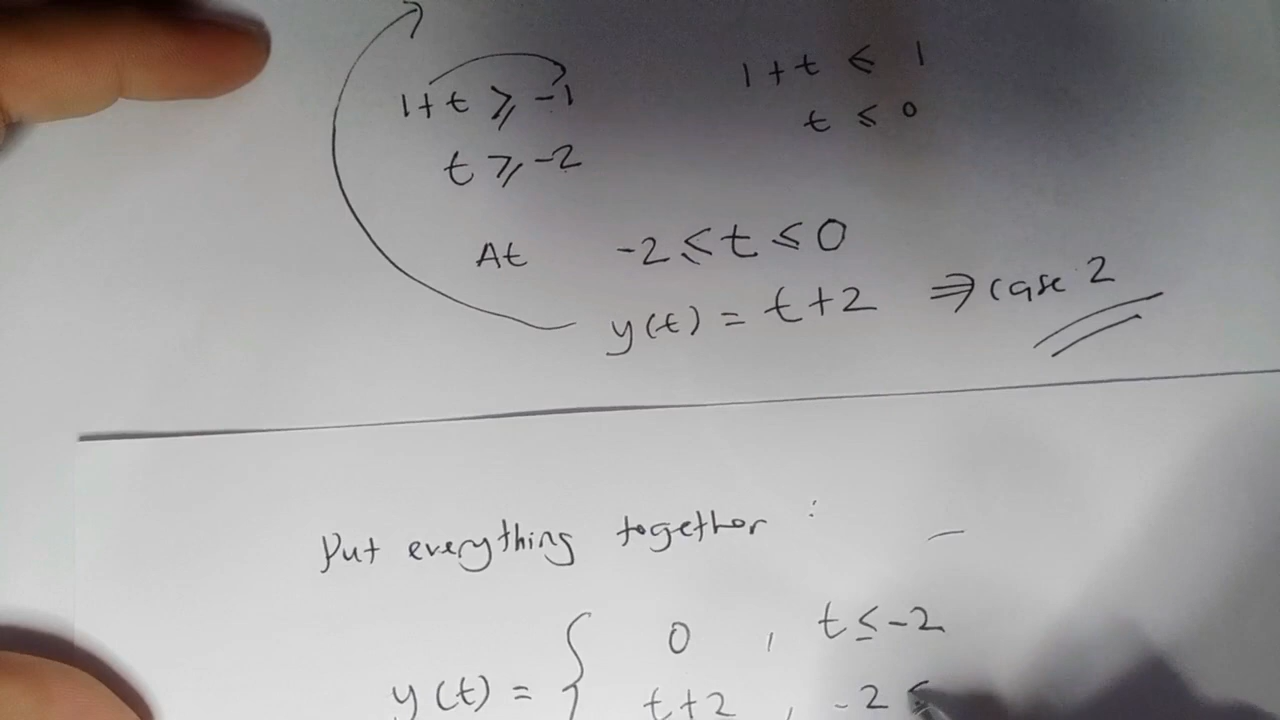 1+t ≥ -1
1+t ≤ 1
t ≥ -2
t ≤ 0
At -2 ≤ t ≤ 0
y(t) = t+2 ⇒ case 2
Put everything together :
y(t) = { 0 , t ≤ -2
t+2 , -2 ≤